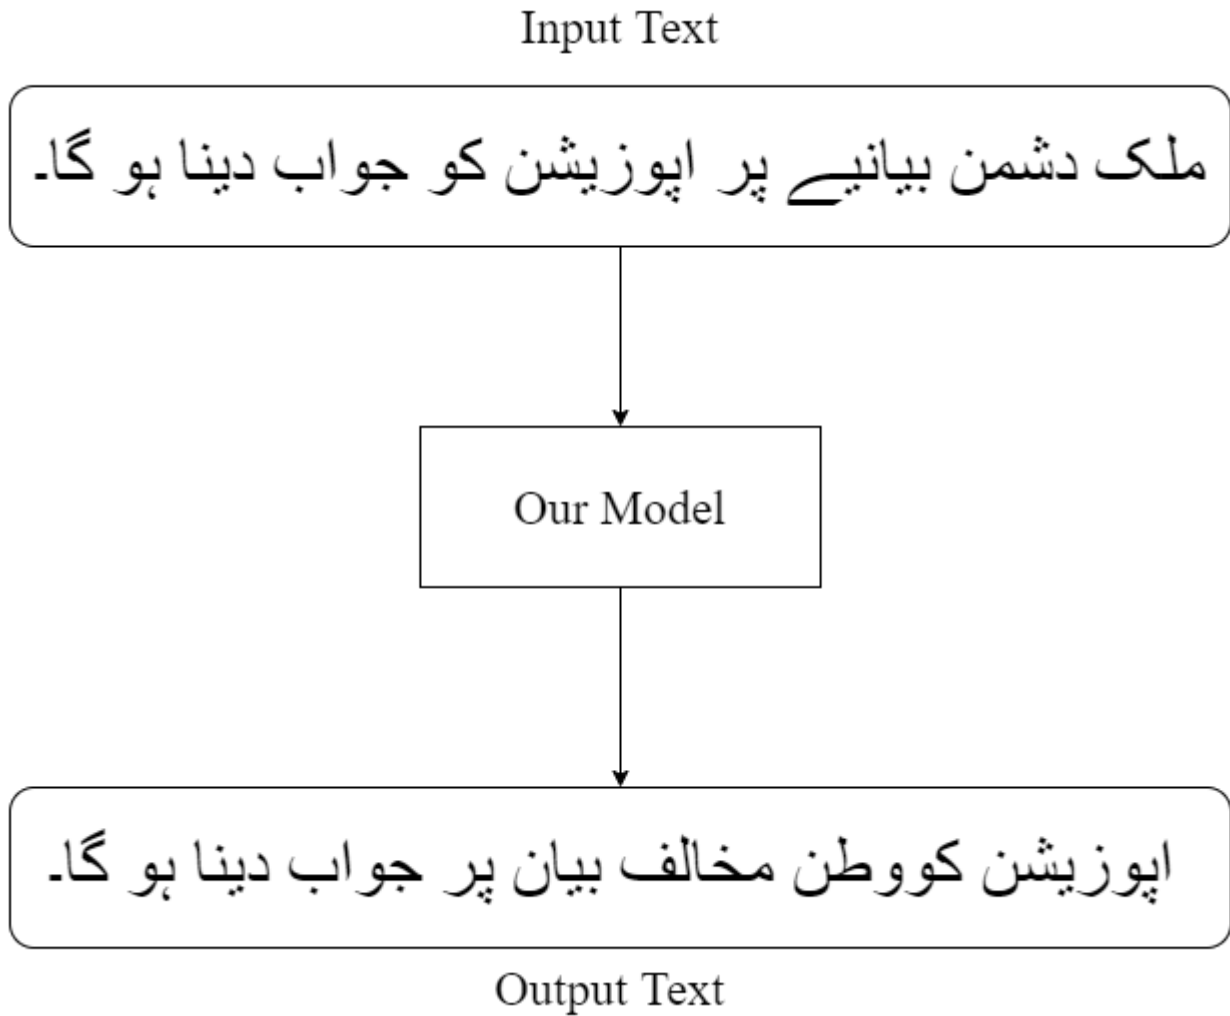 Input Text
ملک دشمن بیانیے پر اپوزیشن کو جواب دینا ہو گا۔
Our Model
اپوزیشن کووطن مخالف بیان پر جواب دینا ہو گا۔
Output Text